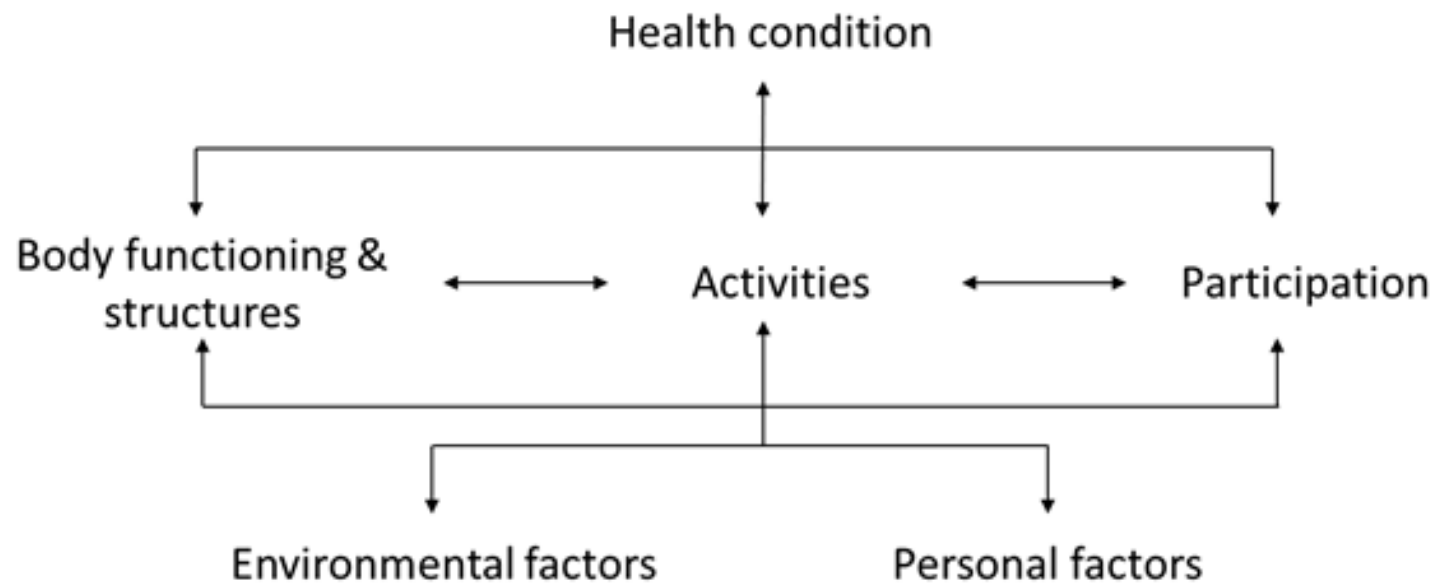 Health condition
Body functioning &
structures
Activities
Participation
Environmental factors
Personal factors